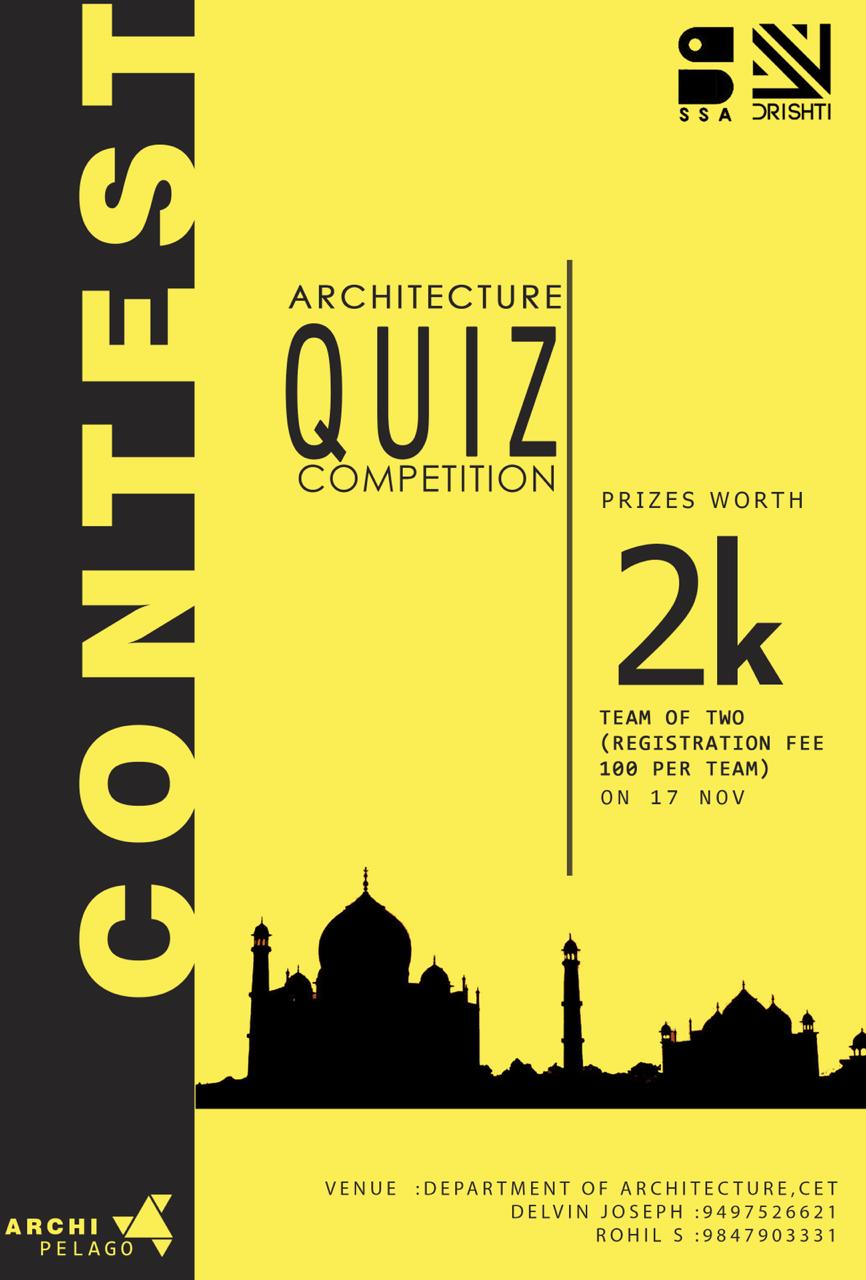 CONTEST
SSA
DRISHTI
ARCHITECTURE
QUIZ
COMPETITION
PRIZES WORTH
2k
TEAM OF TWO
(REGISTRATION FEE
100 PER TEAM)
ON 17 NOV
VENUE :DEPARTMENT OF ARCHITECTURE,CET
DELVIN JOSEPH :9497526621
ROHIL S :9847903331
ARCHI
PELAGO